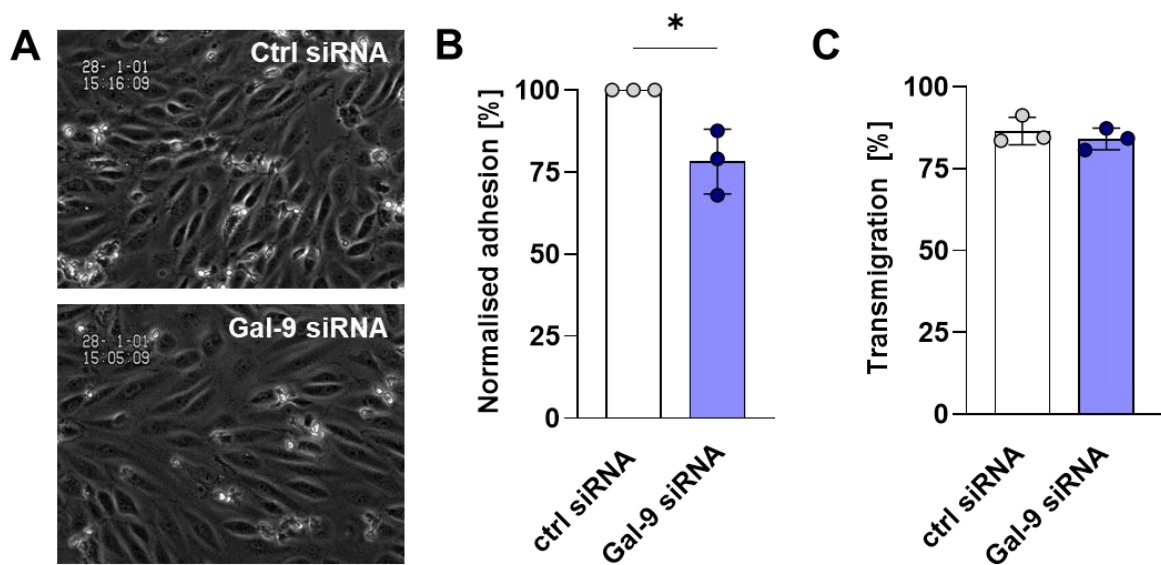 A
Ctrl siRNA
28- 1-01
15:16:09
Gal-9 siRNA
28- 1-01
15:05:09
B
*
Normalised adhesion [%]
100
75
50
25
0
ctrl siRNA
Gal-9 siRNA
C
Transmigration [%]
100
75
50
25
0
ctrl siRNA
Gal-9 siRNA